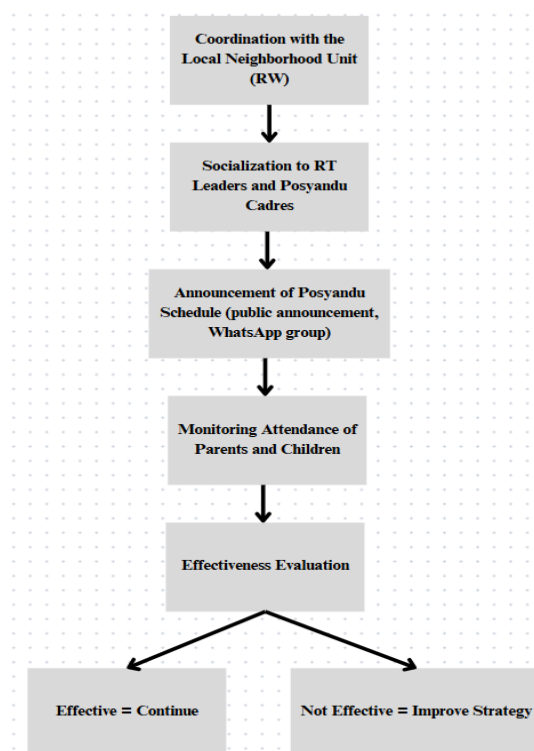 Coordination with the
Local Neighborhood Unit
(RW)
Socialization to RT
Leaders and Posyandu
Cadres
Announcement of Posyandu
Schedule (public announcement,
WhatsApp group)
Monitoring Attendance of
Parents and Children
Effectiveness Evaluation
Effective = Continue
Not Effective = Improve Strategy